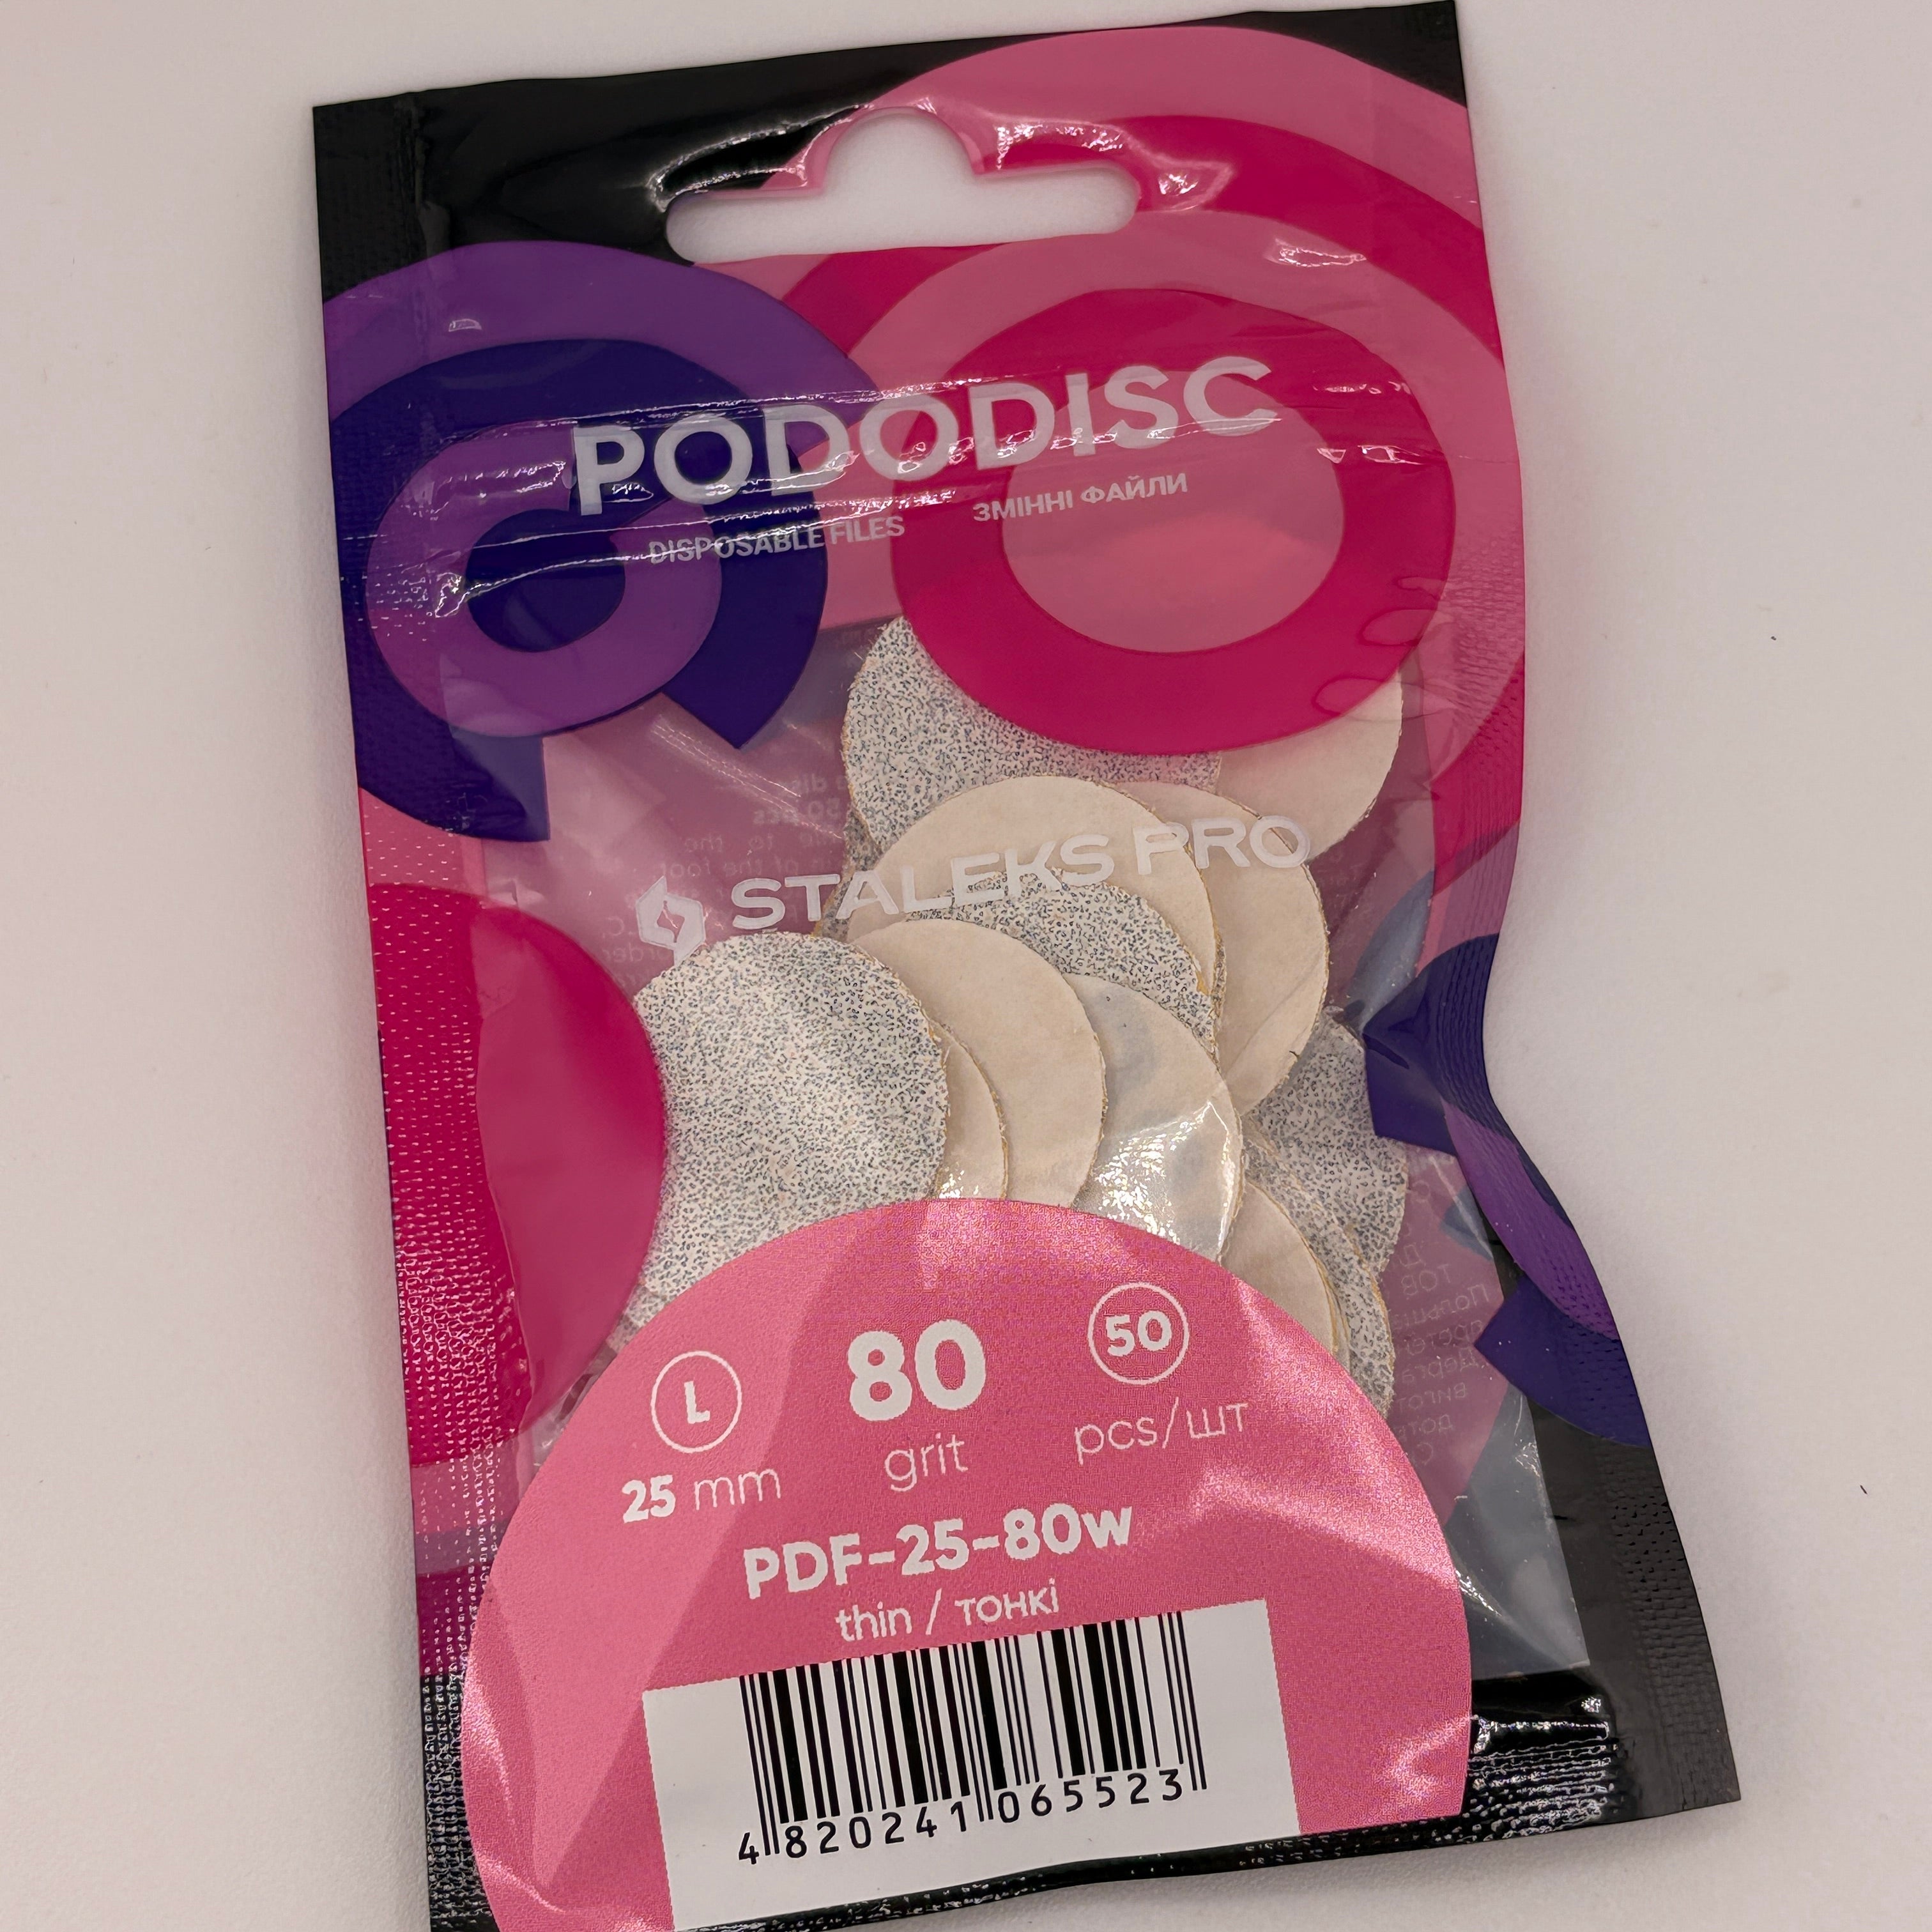 PODODISC
DISPOSABLE FILES ЗМІННІ ФАЙЛИ
STALEKS PRO
L 80 50
25 mm grit pcs/шт
PDF-25-80w
thin / тонкі
4 820241 065523